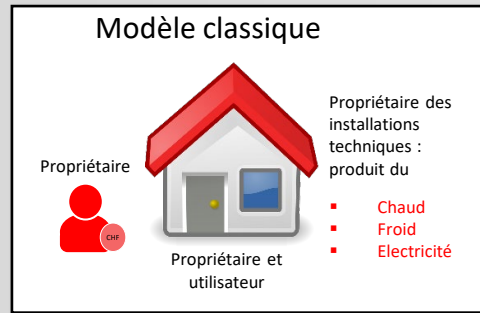 Modèle classique
Propriétaire
CHF
Propriétaire et
utilisateur
Propriétaire des
installations
techniques :
produit du
▪ Chaud
▪ Froid
▪ Electricité